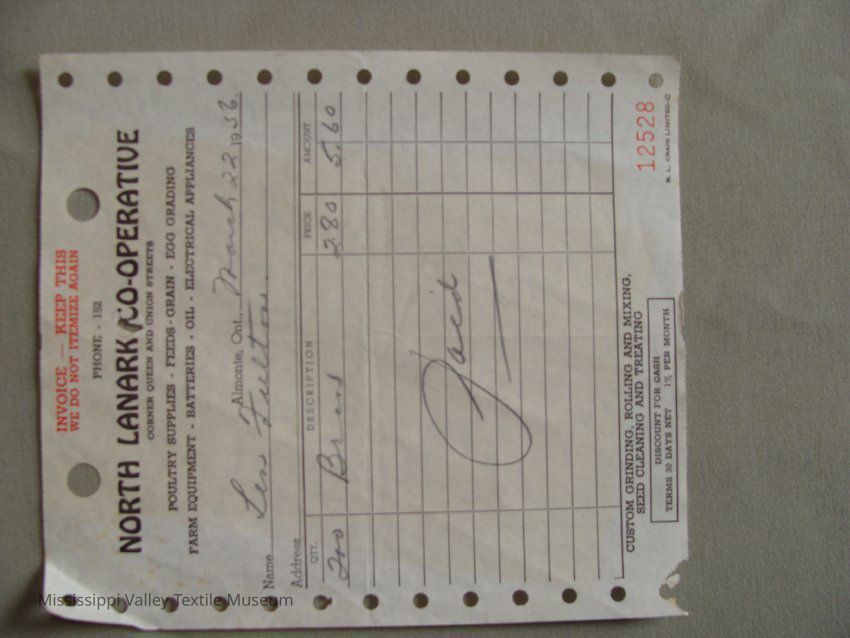 INVOICE — KEEP THIS
WE DO NOT ITEMIZE AGAIN
PHONE - 152
NORTH LANARK CO-OPERATIVE
CORNER QUEEN AND UNION STREETS
POULTRY SUPPLIES - FEEDS - GRAIN - EGG GRADING
FARM EQUIPMENT - BATTERIES - OIL - ELECTRICAL APPLIANCES
Almonte, Ont., March 22 1956.
Name Len Fulton.
Address
QTY. DESCRIPTION PRICE AMOUNT
200 Bran 280 5.60
Paid
CUSTOM GRINDING, ROLLING AND MIXING,
SEED CLEANING AND TREATING
DISCOUNT FOR CASH
TERMS 30 DAYS NET 1% PER MONTH
12528
R. L. CRAIN LIMITED-C
Mississippi Valley Textile Museum